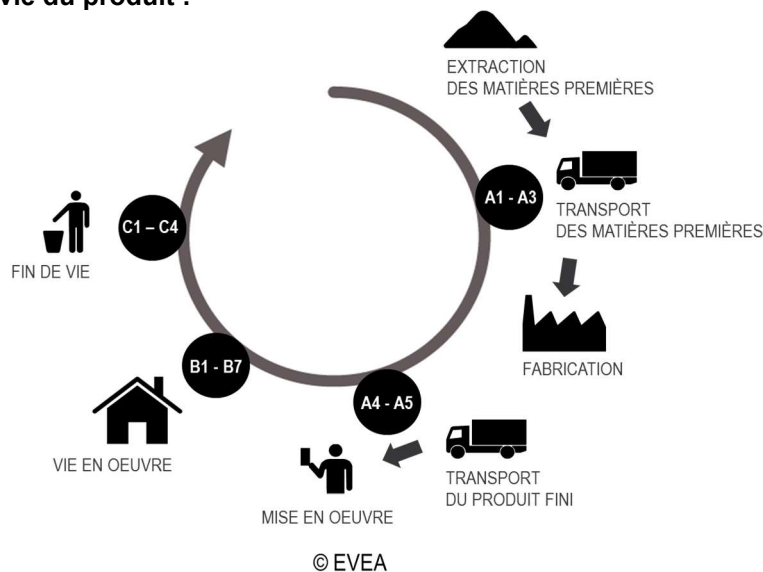 vie du produit :
EXTRACTION
DES MATIÈRES PREMIÈRES
A1 - A3
TRANSPORT
DES MATIÈRES PREMIÈRES
FABRICATION
A4 - A5
TRANSPORT
DU PRODUIT FINI
MISE EN OEUVRE
B1 - B7
VIE EN OEUVRE
C1 – C4
FIN DE VIE
© EVEA